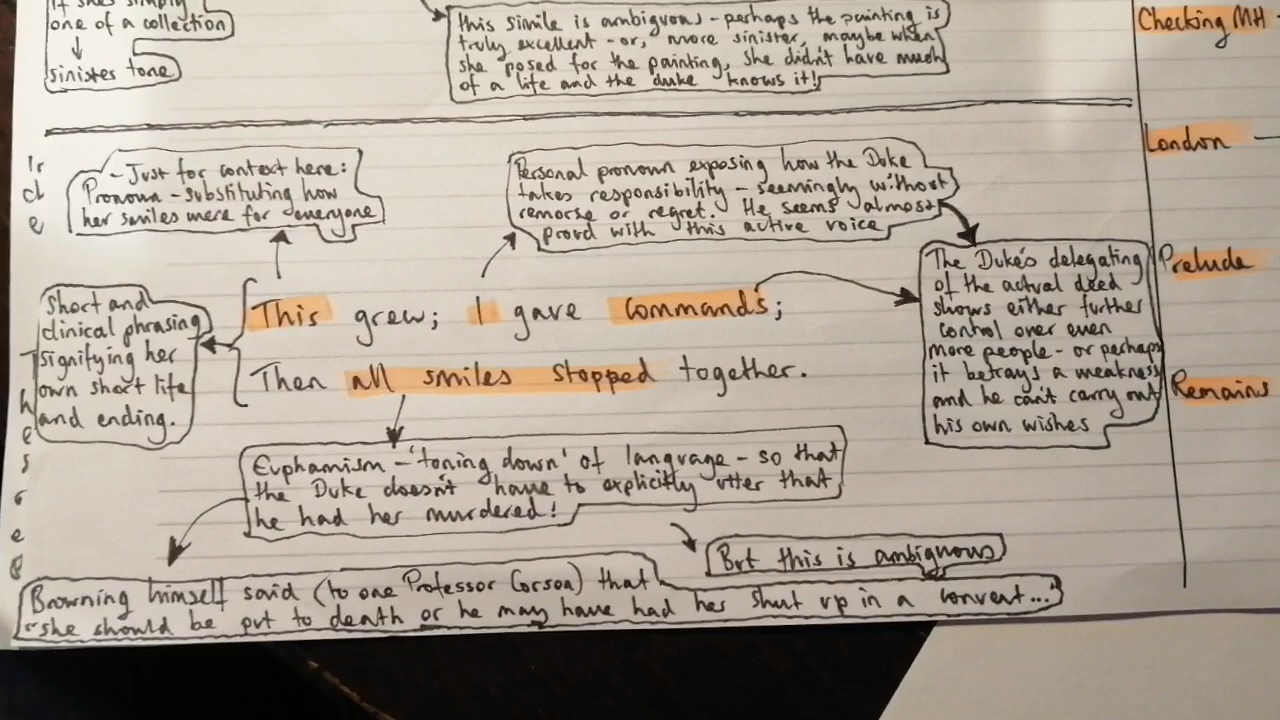 one of a collection
sinister tone
this simile is ambiguous - perhaps the painting is
truly excellent - or, more sinister, maybe when
she posed for the painting, she didn't have much
of a life and the duke knows it!
Checking
London -
Prelude
Remains
- Just for context here:
Pronoun - substituting how
her smiles were for everyone
Personal pronoun exposing how the Duke
takes responsibility - seemingly without
remorse or regret. He seems almost
proud with this active voice
The Duke's delegating
of the actual deed
shows either further
control over even
more people - or perhaps
it betrays a weakness
and he can't carry out
his own wishes
Short and
clinical phrasing
signifying her
own short life
and ending.
This grew; I gave commands;
Then all smiles stopped together.
Euphamism - 'toning down' of language - so that
the Duke doesn't have to explicitly utter that
he had her murdered!
But this is ambiguous
Browning himself said (to one Professor Corson) that
"she should be put to death or he may have had her shut up in a convent..."